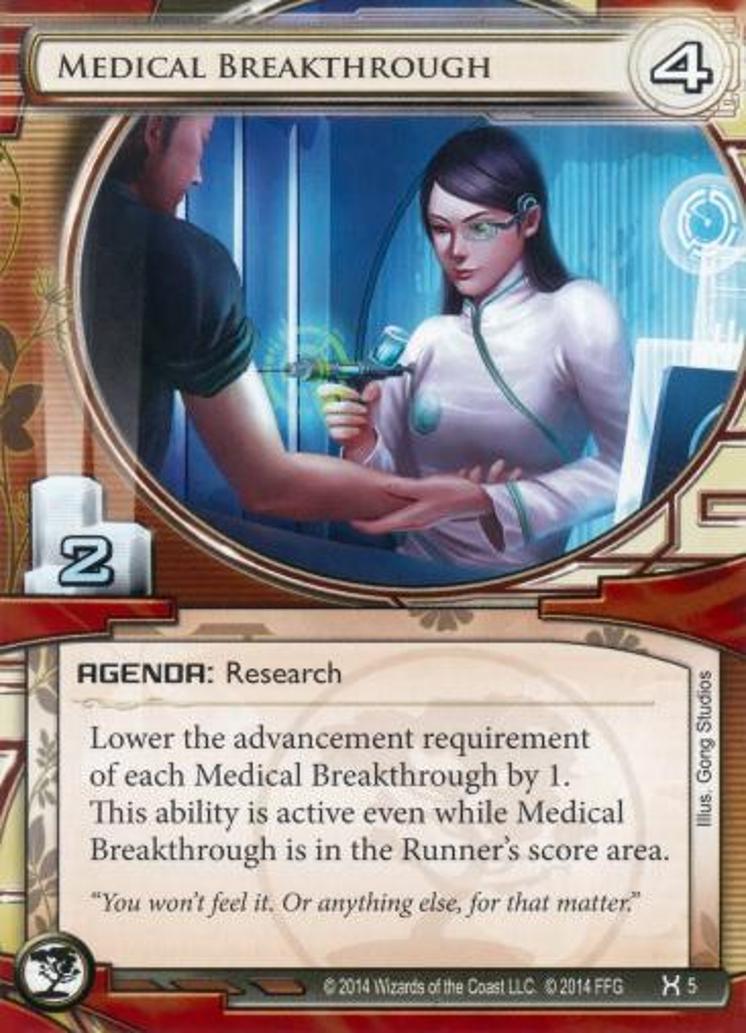 MEDICAL BREAKTHROUGH
4
2
AGENDA: Research
Lower the advancement requirement
of each Medical Breakthrough by 1.
This ability is active even while Medical
Breakthrough is in the Runner's score area.
"You won't feel it. Or anything else, for that matter."
Illus. Gong Studios
© 2014 Wizards of the Coast LLC. © 2014 FFG
5